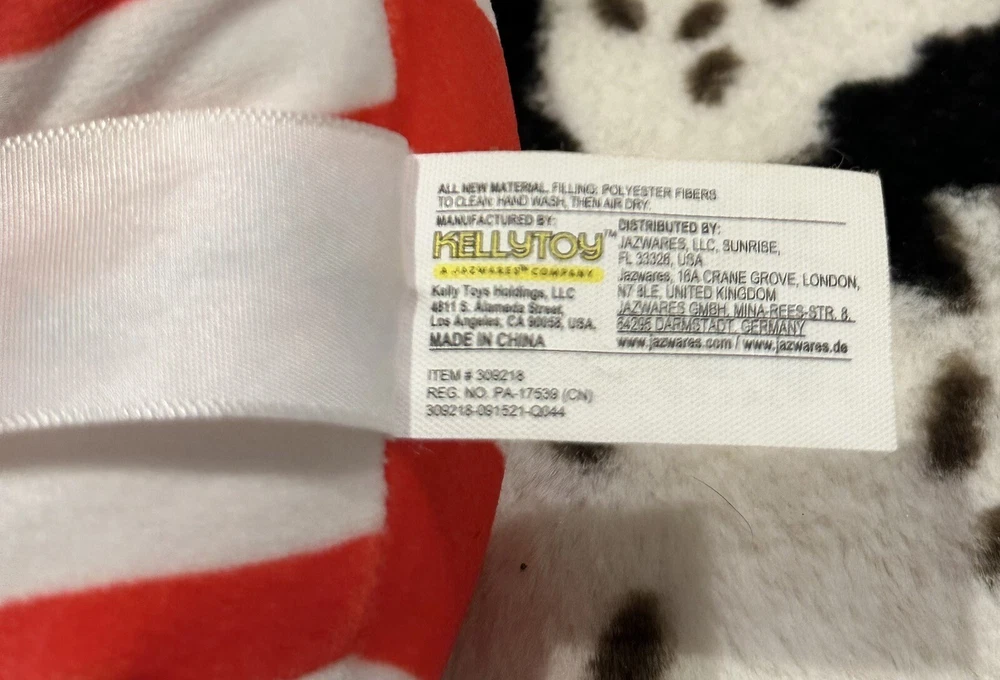 ALL NEW MATERIAL. FILLING: POLYESTER FIBERS
TO CLEAN: HAND WASH, THEN AIR DRY.
MANUFACTURED BY:
KELLYTOY™
A JAZWARES™ COMPANY
Kelly Toys Holdings, LLC
4811 S. Alameda Street,
Los Angeles, CA 90058, USA.
MADE IN CHINA
DISTRIBUTED BY:
JAZWARES, LLC. SUNRISE,
FL 33326, USA
Jazwares, 16A CRANE GROVE, LONDON,
N7 8LE, UNITED KINGDOM
JAZWARES GMBH, MINA-REES-STR. 8,
64295 DARMSTADT, GERMANY
www.jazwares.com / www.jazwares.de
ITEM # 309218
REG. NO. PA-17539 (CN)
309218-091521-Q044